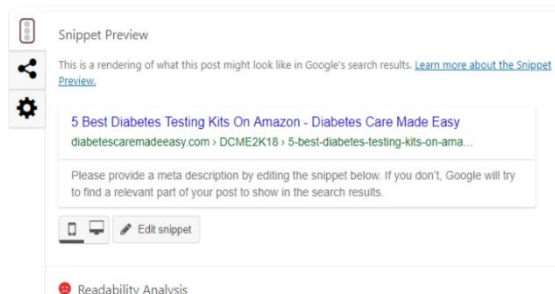 Snippet Preview
This is a rendering of what this post might look like in Google's search results. Learn more about the Snippet
Preview.
5 Best Diabetes Testing Kits On Amazon - Diabetes Care Made Easy
diabetescaremadeeasy.com › DCME2K18 › 5-best-diabetes-testing-kits-on-ama...
Please provide a meta description by editing the snippet below. If you don't, Google will try
to find a relevant part of your post to show in the search results.
Edit snippet
Readability Analysis